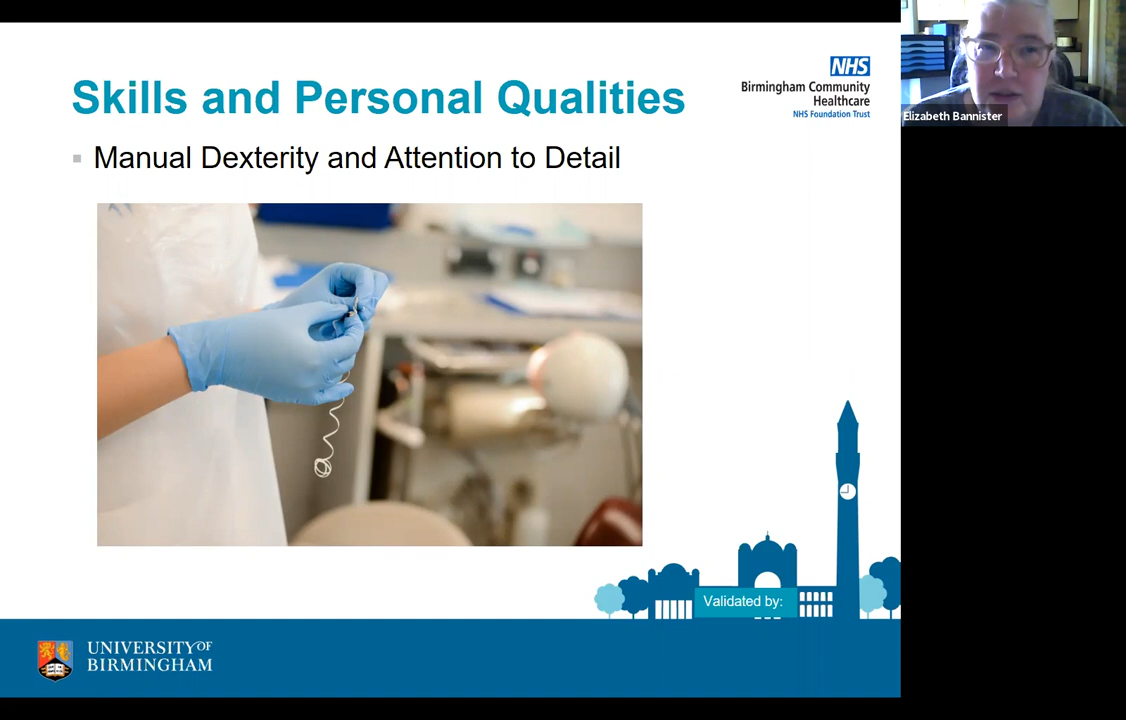 Skills and Personal Qualities
NHS
Birmingham Community
Healthcare
NHS Foundation Trust
Elizabeth Bannister
Manual Dexterity and Attention to Detail
Validated by:
UNIVERSITY OF
BIRMINGHAM